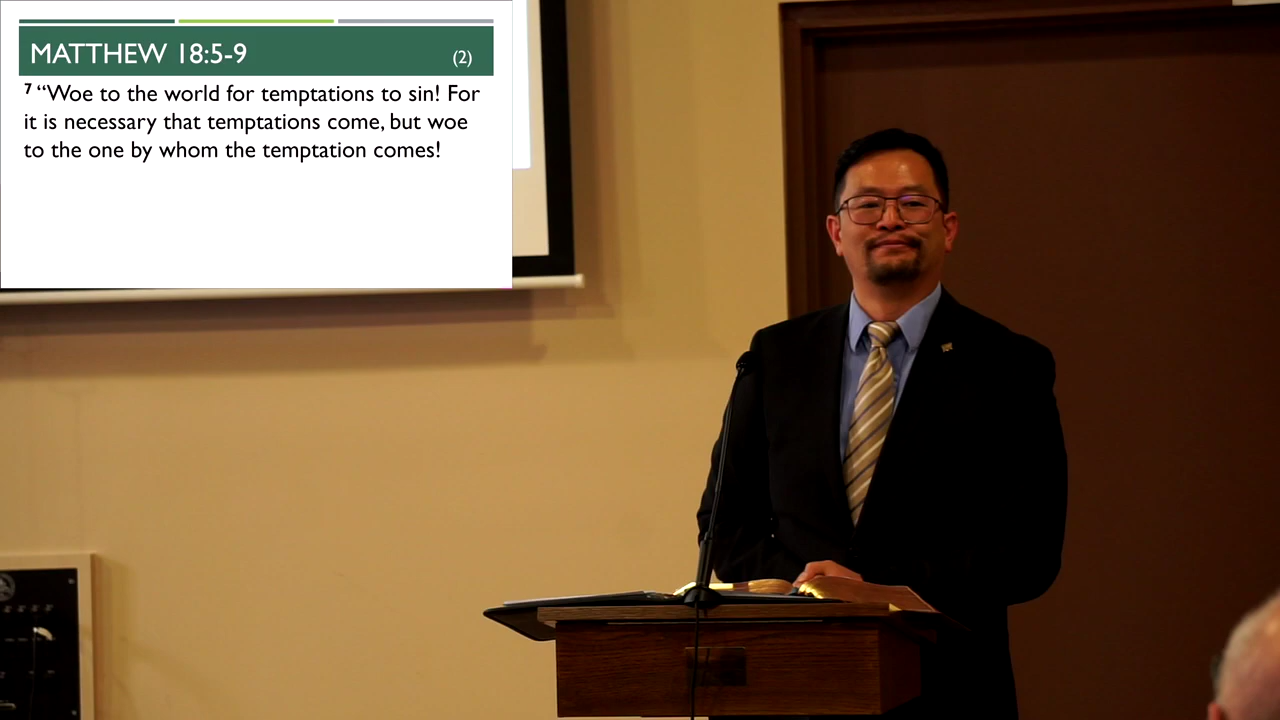 MATTHEW 18:5-9 (2)
7 “Woe to the world for temptations to sin! For
it is necessary that temptations come, but woe
to the one by whom the temptation comes!